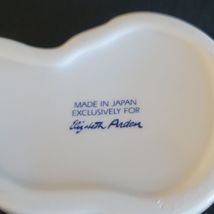 MADE IN JAPAN
EXCLUSIVELY FOR
Elizabeth Arden